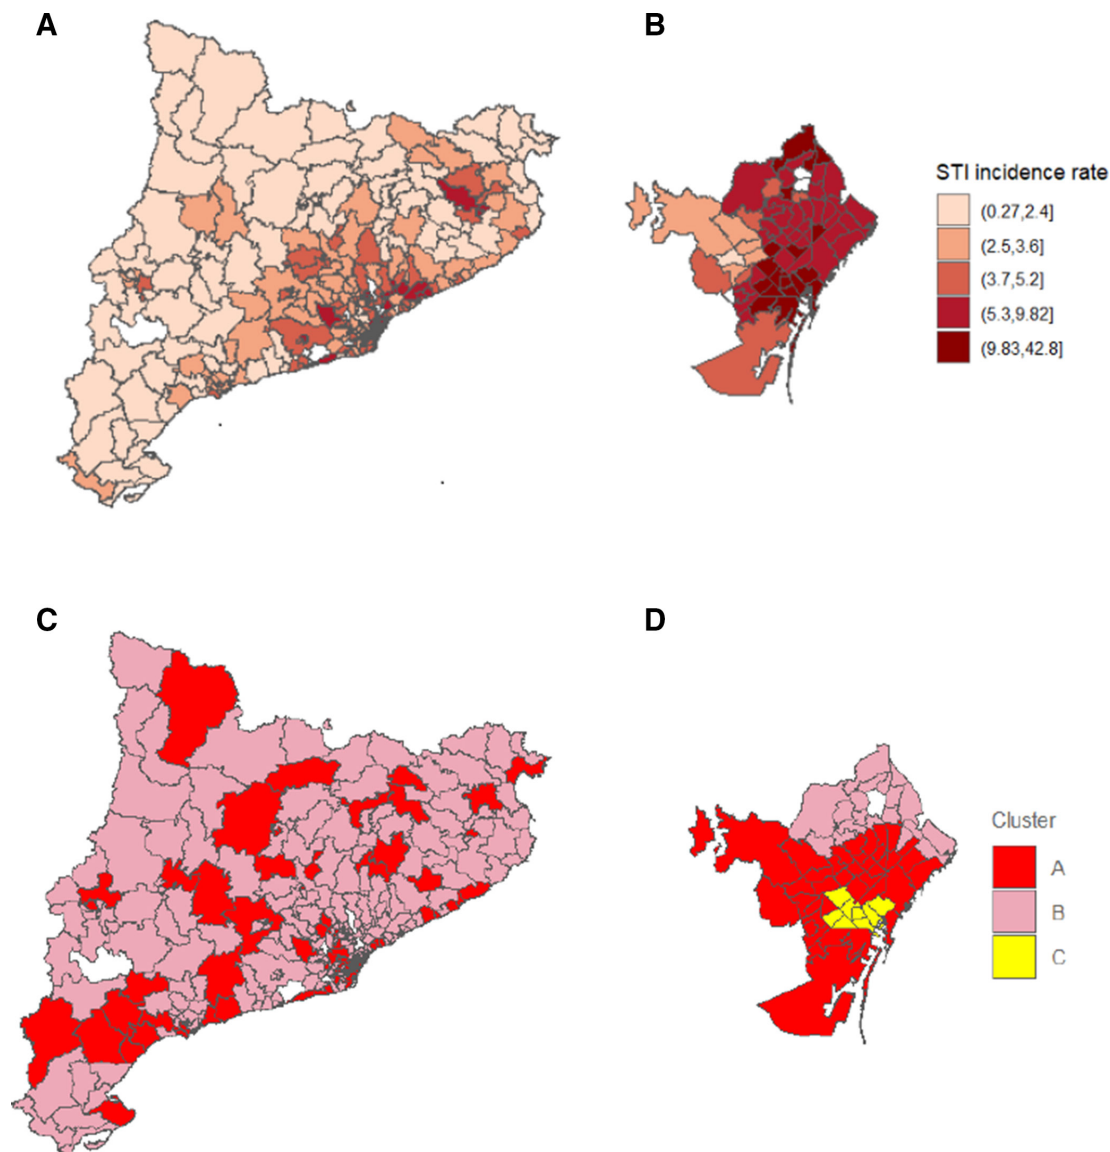 A
B
STI incidence rate
(0.27,2.4]
(2.5,3.6]
(3.7,5.2]
(5.3,9.82]
(9.83,42.8]
C
D
Cluster
A
B
C